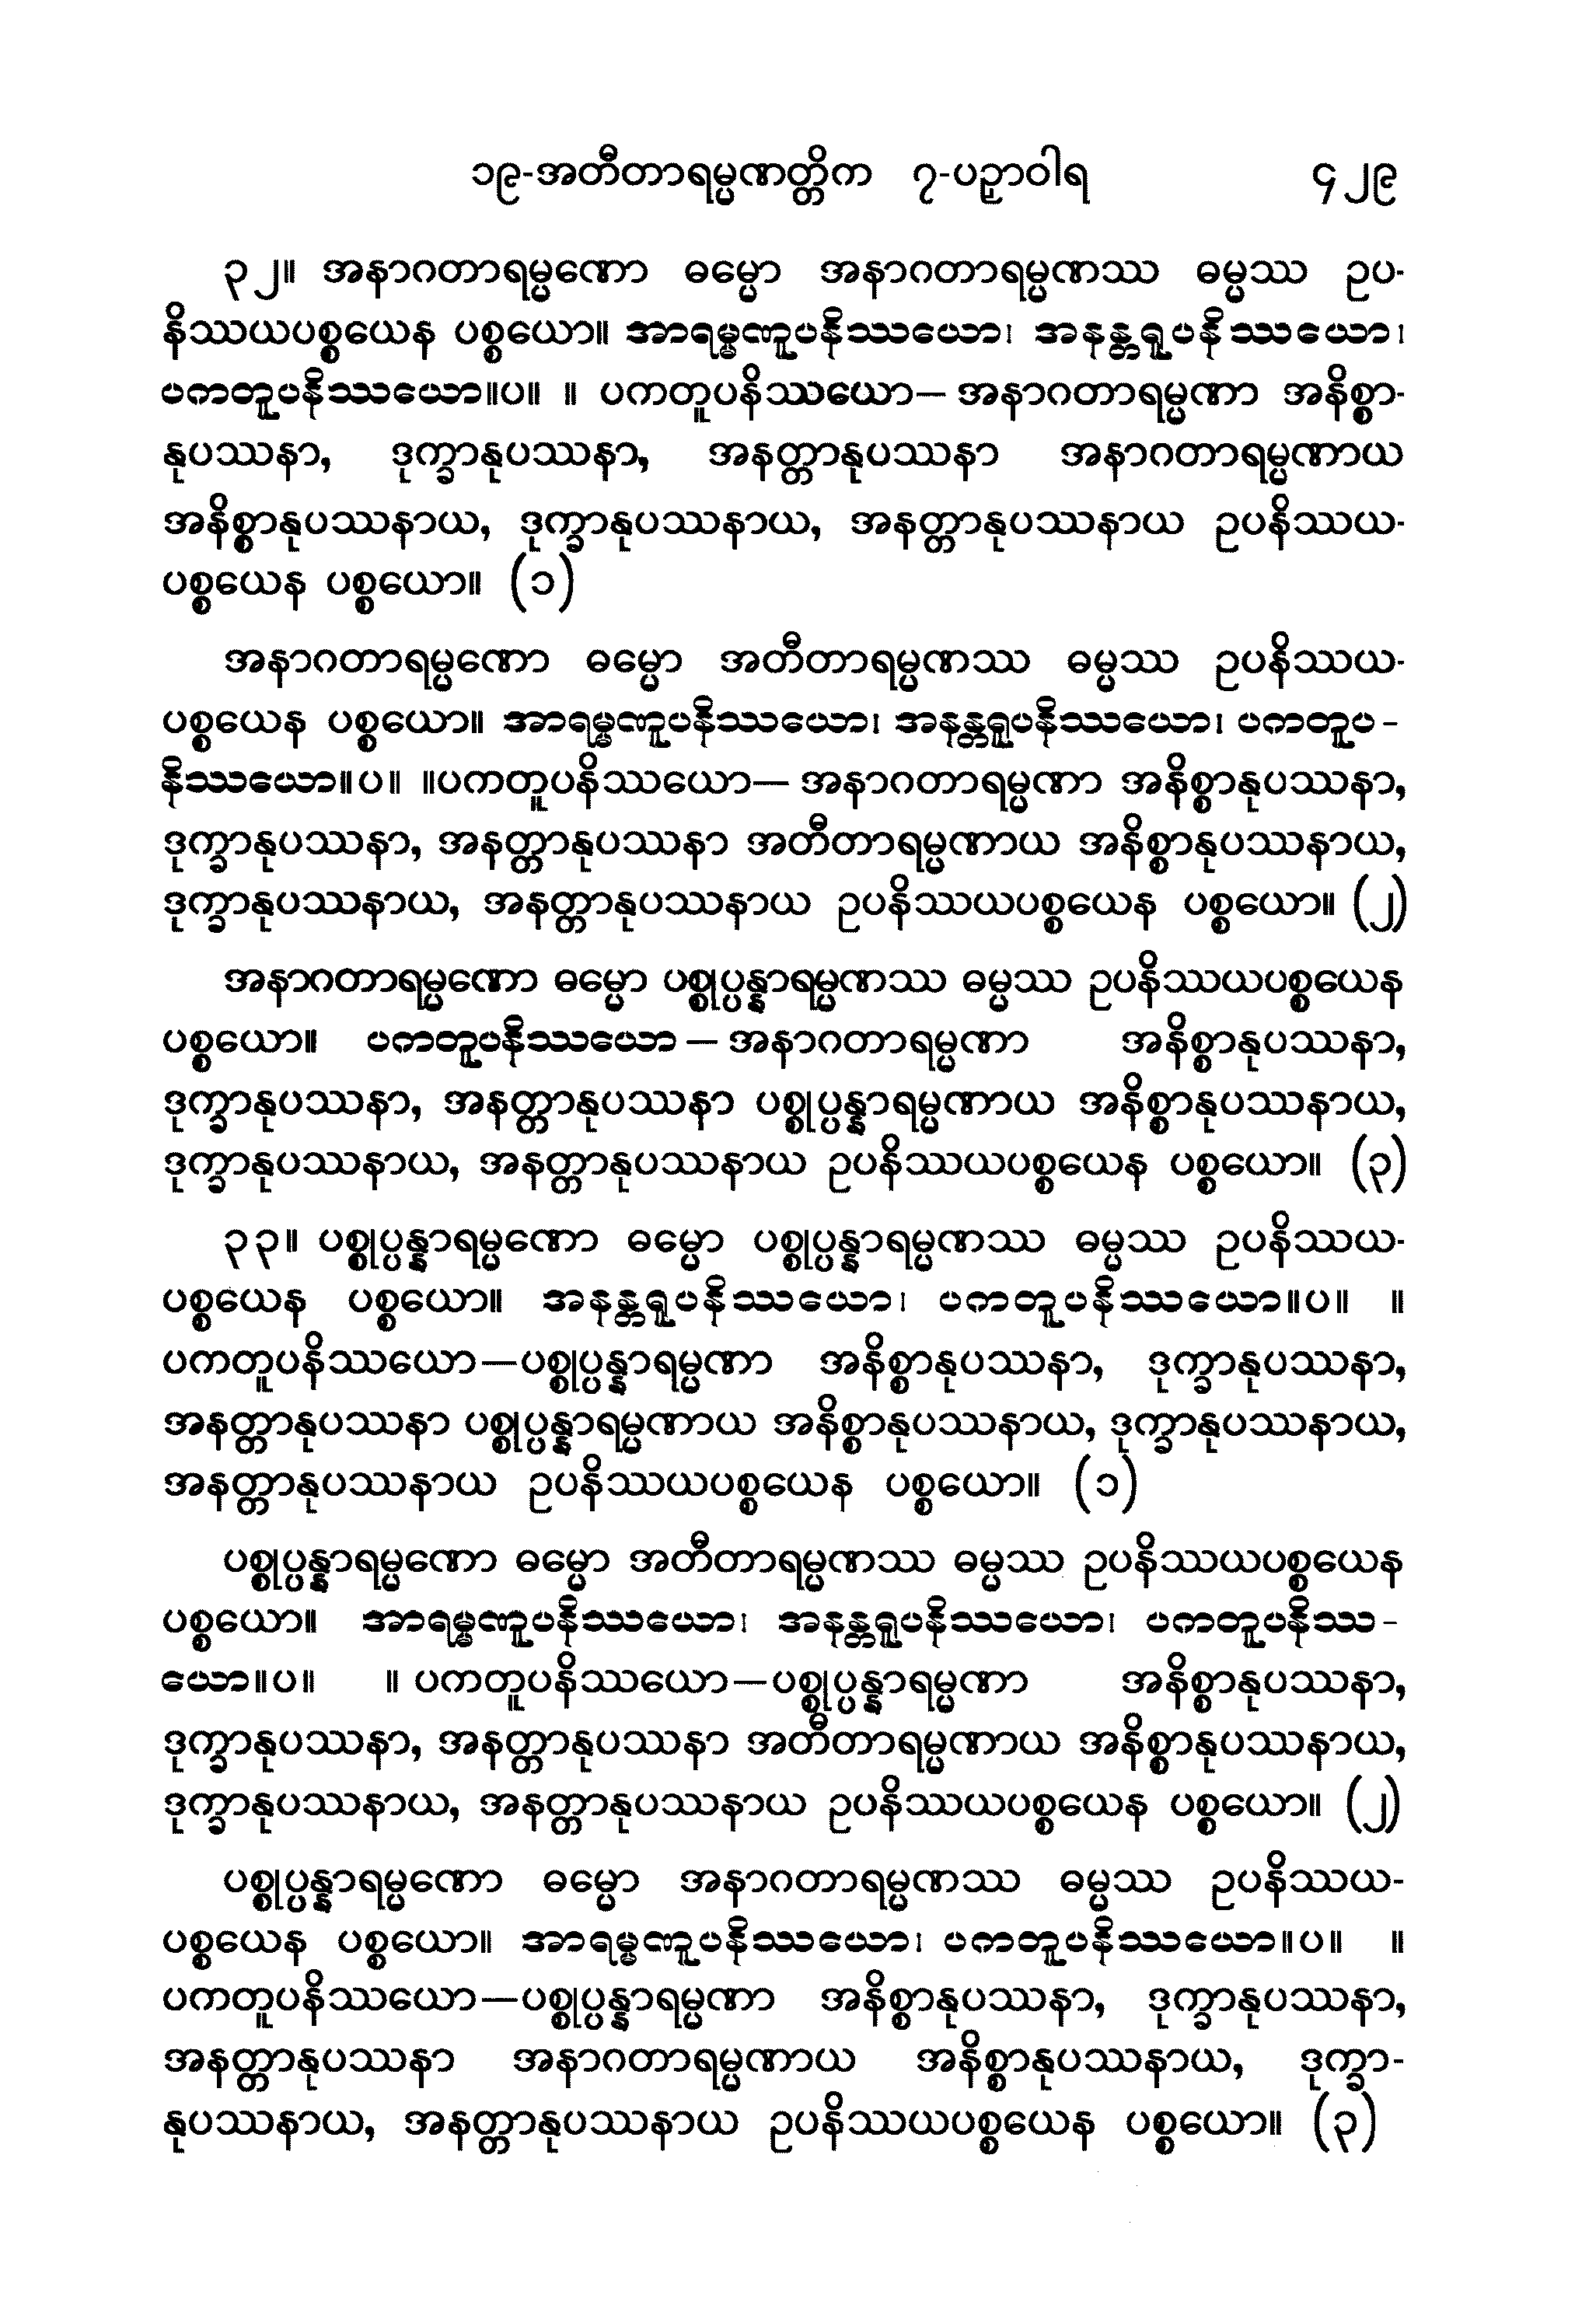 ၁၉-အတီတာရမ္မဏတ္တိက ၇-ပဉှာဝါရ ၄၂၉
၃၂။ အနာဂတာရမ္မဏော ဓမ္မော အနာဂတာရမ္မဏဿ ဓမ္မဿ ဥပ-
နိဿယပစ္စယေန ပစ္စယော။ အာရမ္မဏူပနိဿယော၊ အနန္တရူပနိဿယော၊
ပကတူပနိဿယော။ပ။ ။ ပကတူပနိဿယော— အနာဂတာရမ္မဏာ အနိစ္စာ-
နုပဿနာ, ဒုက္ခာနုပဿနာ, အနတ္တာနုပဿနာ အနာဂတာရမ္မဏာယ
အနိစ္စာနုပဿနာယ, ဒုက္ခာနုပဿနာယ, အနတ္တာနုပဿနာယ ဥပနိဿယ-
ပစ္စယေန ပစ္စယော။ (၁)
အနာဂတာရမ္မဏော ဓမ္မော အတီတာရမ္မဏဿ ဓမ္မဿ ဥပနိဿယ-
ပစ္စယေန ပစ္စယော။ အာရမ္မဏူပနိဿယော၊ အနန္တရူပနိဿယော၊ ပကတူပ-
နိဿယော။ပ။ ။ပကတူပနိဿယော— အနာဂတာရမ္မဏာ အနိစ္စာနုပဿနာ,
ဒုက္ခာနုပဿနာ, အနတ္တာနုပဿနာ အတီတာရမ္မဏာယ အနိစ္စာနုပဿနာယ,
ဒုက္ခာနုပဿနာယ, အနတ္တာနုပဿနာယ ဥပနိဿယပစ္စယေန ပစ္စယော။ (၂)
အနာဂတာရမ္မဏော ဓမ္မော ပစ္စုပ္ပန္နာရမ္မဏဿ ဓမ္မဿ ဥပနိဿယပစ္စယေန
ပစ္စယော။ ပကတူပနိဿယော — အနာဂတာရမ္မဏာ အနိစ္စာနုပဿနာ,
ဒုက္ခာနုပဿနာ, အနတ္တာနုပဿနာ ပစ္စုပ္ပန္နာရမ္မဏာယ အနိစ္စာနုပဿနာယ,
ဒုက္ခာနုပဿနာယ, အနတ္တာနုပဿနာယ ဥပနိဿယပစ္စယေန ပစ္စယော။ (၃)
၃၃။ ပစ္စုပ္ပန္နာရမ္မဏော ဓမ္မော ပစ္စုပ္ပန္နာရမ္မဏဿ ဓမ္မဿ ဥပနိဿယ-
ပစ္စယေန ပစ္စယော။ အနန္တရူပနိဿယော၊ ပကတူပနိဿယော။ပ။ ။
ပကတူပနိဿယော—ပစ္စုပ္ပန္နာရမ္မဏာ အနိစ္စာနုပဿနာ, ဒုက္ခာနုပဿနာ,
အနတ္တာနုပဿနာ ပစ္စုပ္ပန္နာရမ္မဏာယ အနိစ္စာနုပဿနာယ, ဒုက္ခာနုပဿနာယ,
အနတ္တာနုပဿနာယ ဥပနိဿယပစ္စယေန ပစ္စယော။ (၁)
ပစ္စုပ္ပန္နာရမ္မဏော ဓမ္မော အတီတာရမ္မဏဿ ဓမ္မဿ ဥပနိဿယပစ္စယေန
ပစ္စယော။ အာရမ္မဏူပနိဿယော၊ အနန္တရူပနိဿယော၊ ပကတူပနိဿ-
ယော။ပ။ ။ ပကတူပနိဿယော—ပစ္စုပ္ပန္နာရမ္မဏာ အနိစ္စာနုပဿနာ,
ဒုက္ခာနုပဿနာ, အနတ္တာနုပဿနာ အတီတာရမ္မဏာယ အနိစ္စာနုပဿနာယ,
ဒုက္ခာနုပဿနာယ, အနတ္တာနုပဿနာယ ဥပနိဿယပစ္စယေန ပစ္စယော။ (၂)
ပစ္စုပ္ပန္နာရမ္မဏော ဓမ္မော အနာဂတာရမ္မဏဿ ဓမ္မဿ ဥပနိဿယ-
ပစ္စယေန ပစ္စယော။ အာရမ္မဏူပနိဿယော၊ ပကတူပနိဿယော။ပ။ ။
ပကတူပနိဿယော—ပစ္စုပ္ပန္နာရမ္မဏာ အနိစ္စာနုပဿနာ, ဒုက္ခာနုပဿနာ,
အနတ္တာနုပဿနာ အနာဂတာရမ္မဏာယ အနိစ္စာနုပဿနာယ, ဒုက္ခာ-
နုပဿနာယ, အနတ္တာနုပဿနာယ ဥပနိဿယပစ္စယေန ပစ္စယော။ (၃)